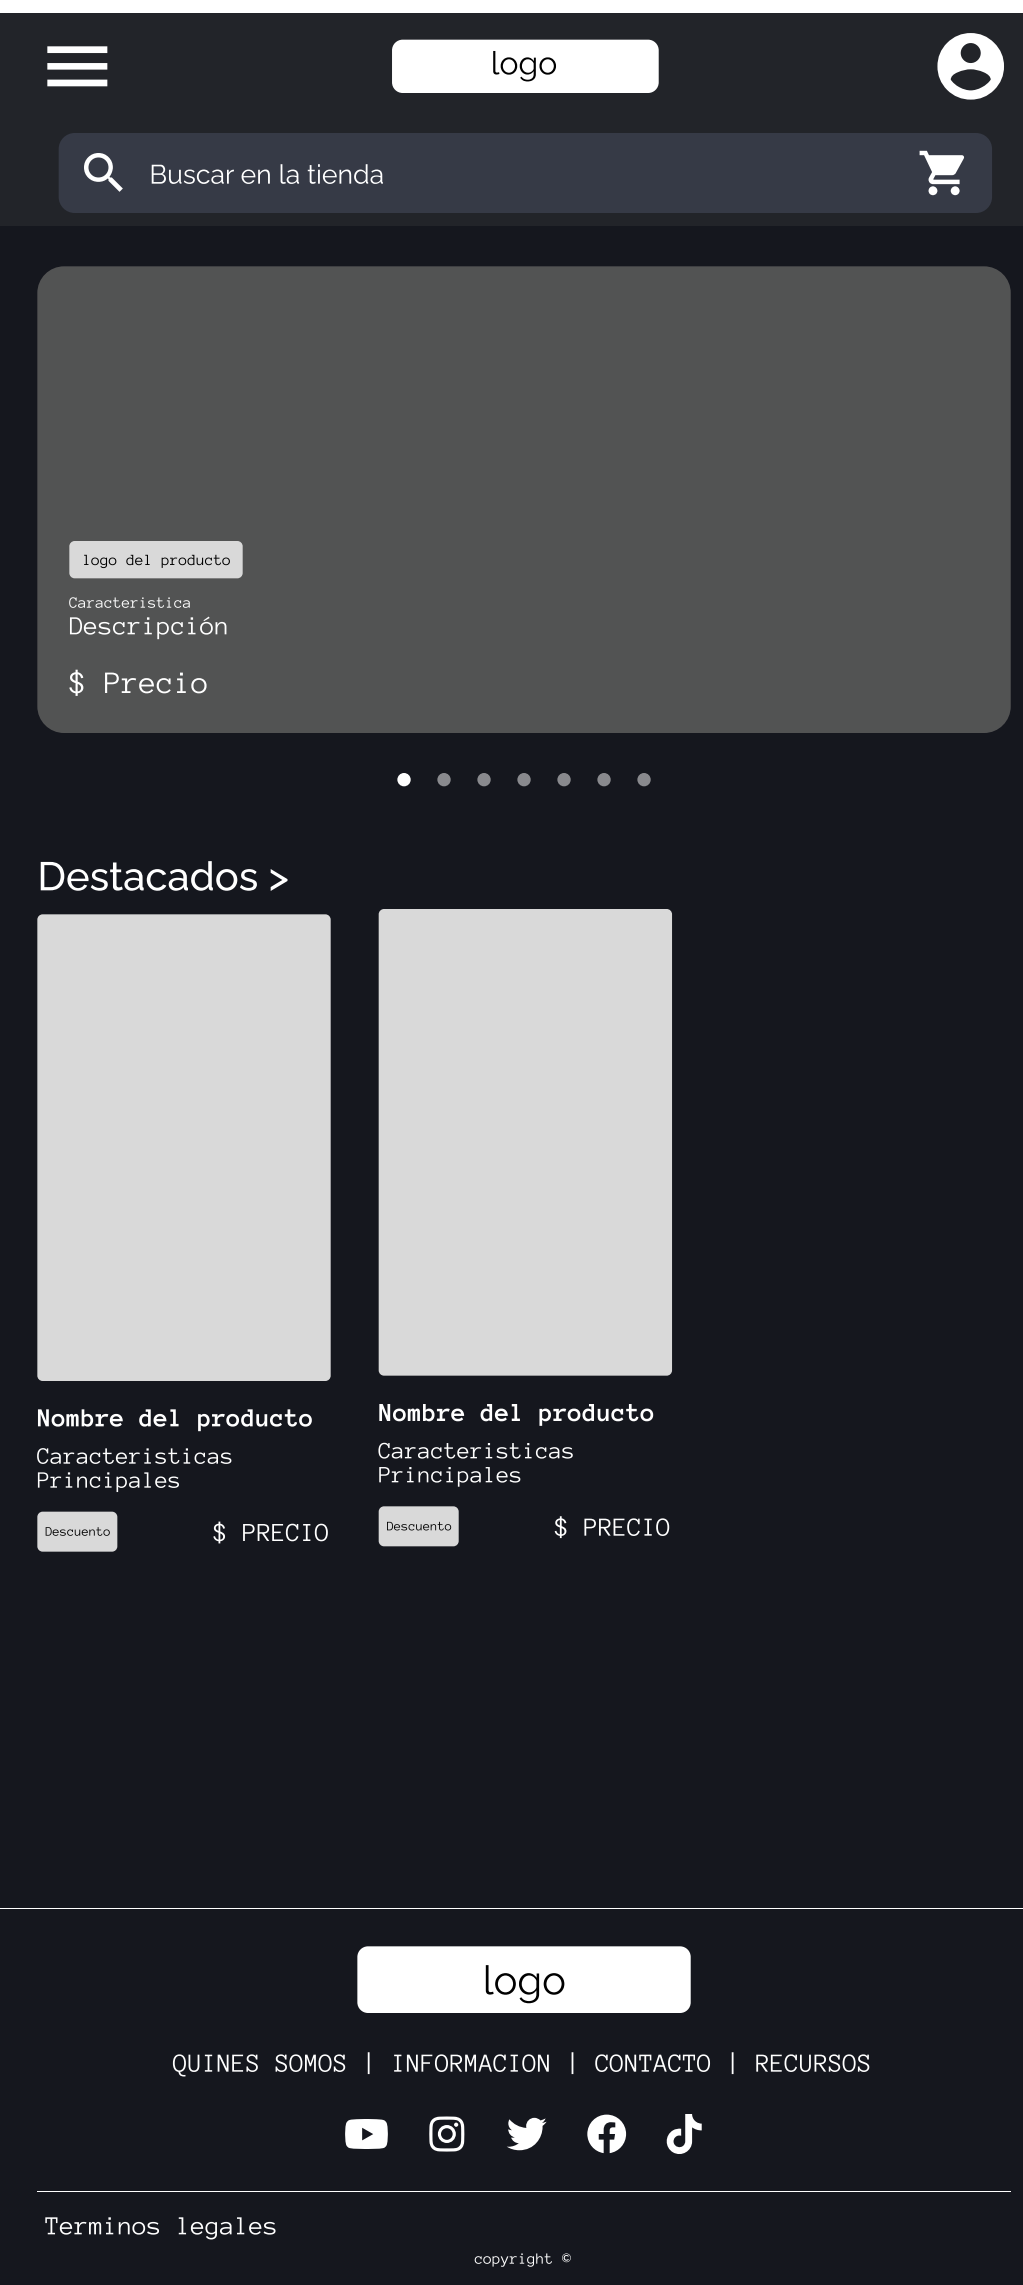 logo
Buscar en la tienda
logo del producto
Caracteristica
Descripción
$ Precio
Destacados >
Nombre del producto
Caracteristicas
Principales
Descuento
$ PRECIO
Nombre del producto
Caracteristicas
Principales
Descuento
$ PRECIO
logo
QUINES SOMOS | INFORMACION | CONTACTO | RECURSOS
Terminos legales
copyright ©